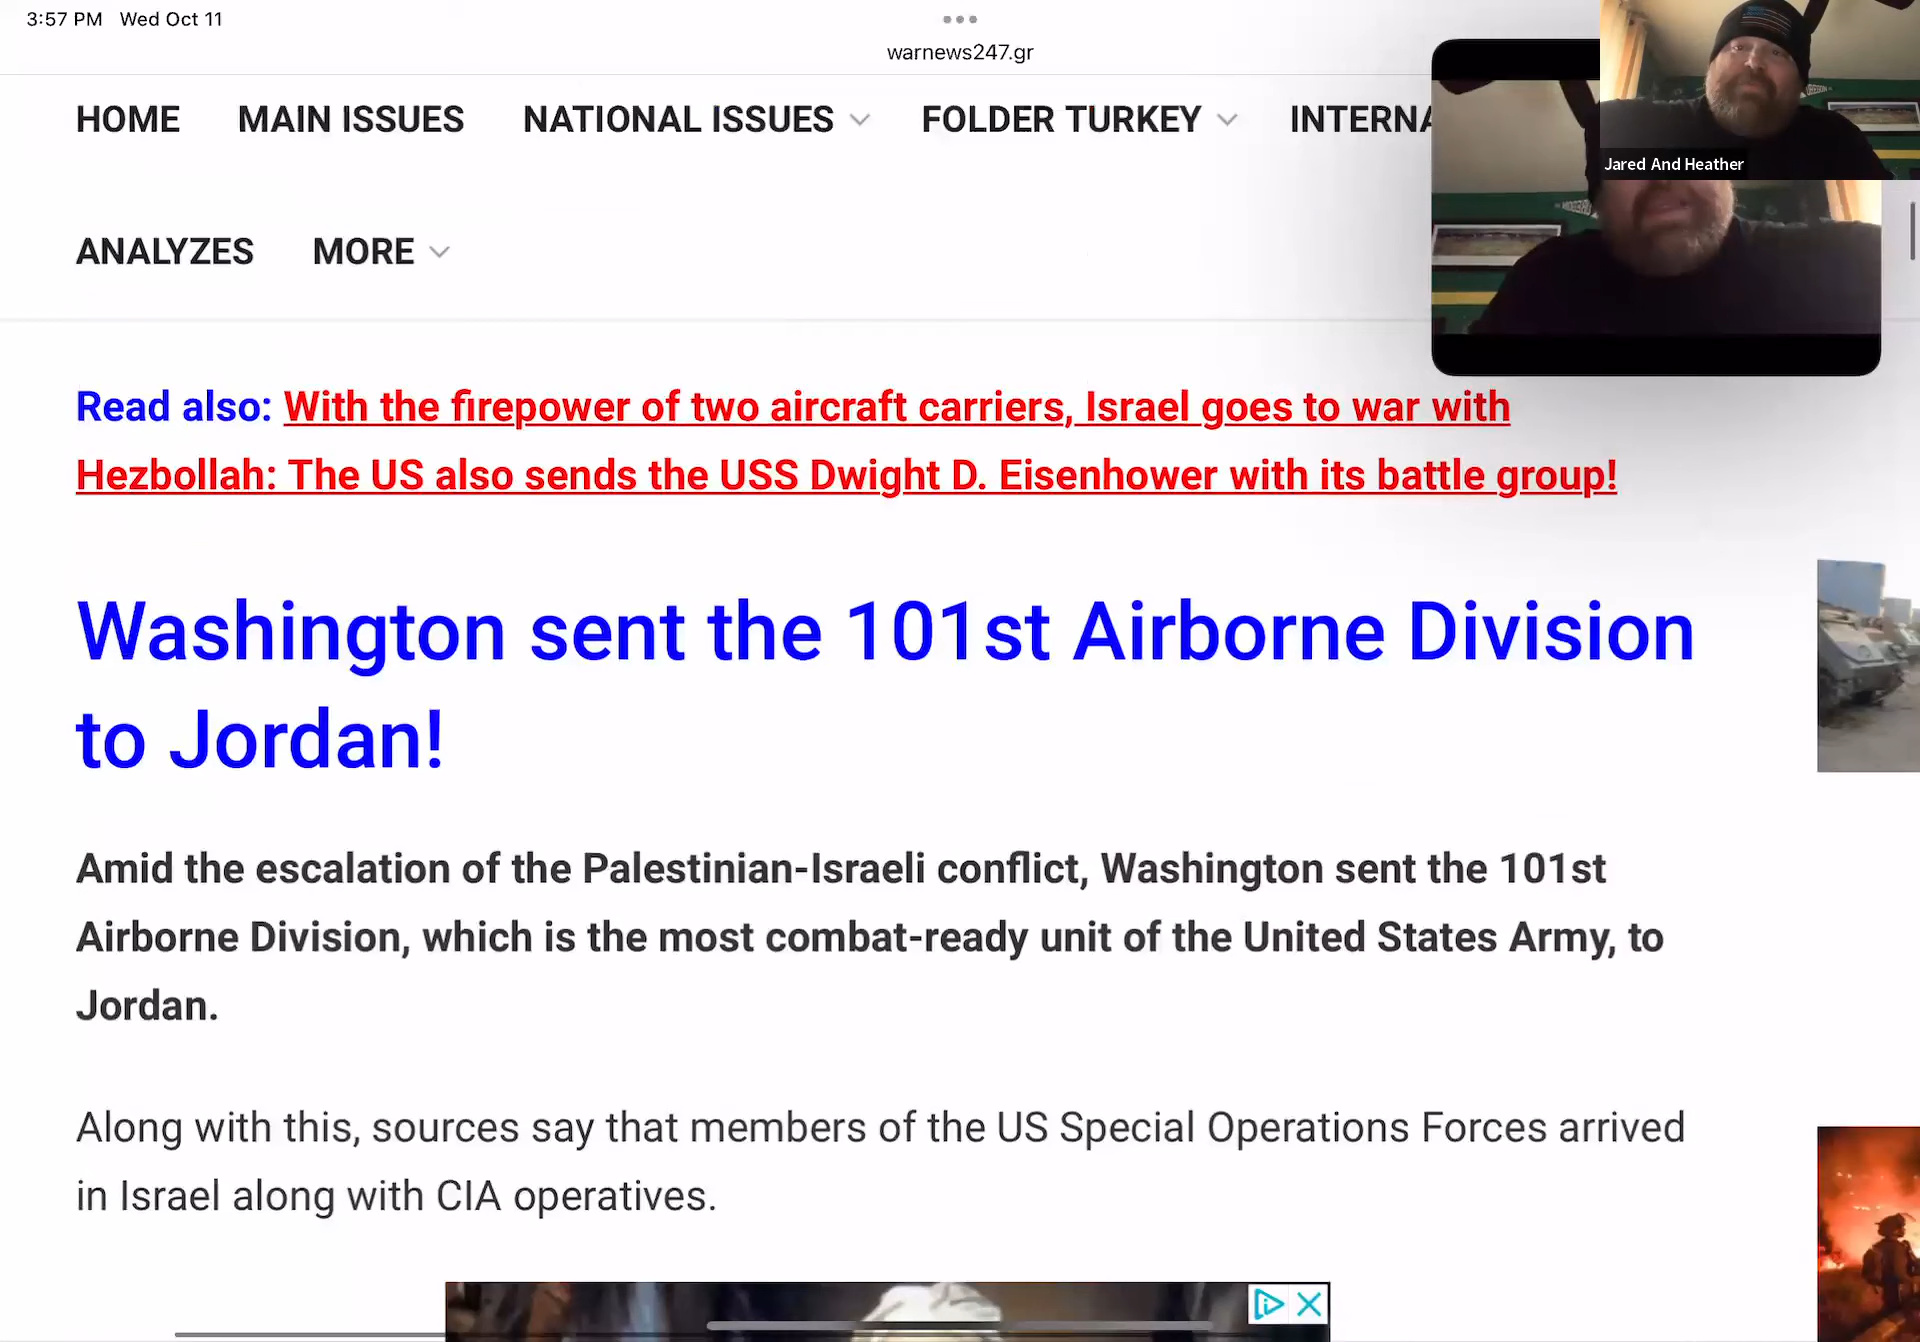 3:57 PM Wed Oct 11
warnews247.gr
HOME MAIN ISSUES NATIONAL ISSUES FOLDER TURKEY INTERNA
Jared And Heather
ANALYZES MORE
Read also: With the firepower of two aircraft carriers, Israel goes to war with
Hezbollah: The US also sends the USS Dwight D. Eisenhower with its battle group!
Washington sent the 101st Airborne Division
to Jordan!
Amid the escalation of the Palestinian-Israeli conflict, Washington sent the 101st
Airborne Division, which is the most combat-ready unit of the United States Army, to
Jordan.
Along with this, sources say that members of the US Special Operations Forces arrived
in Israel along with CIA operatives.